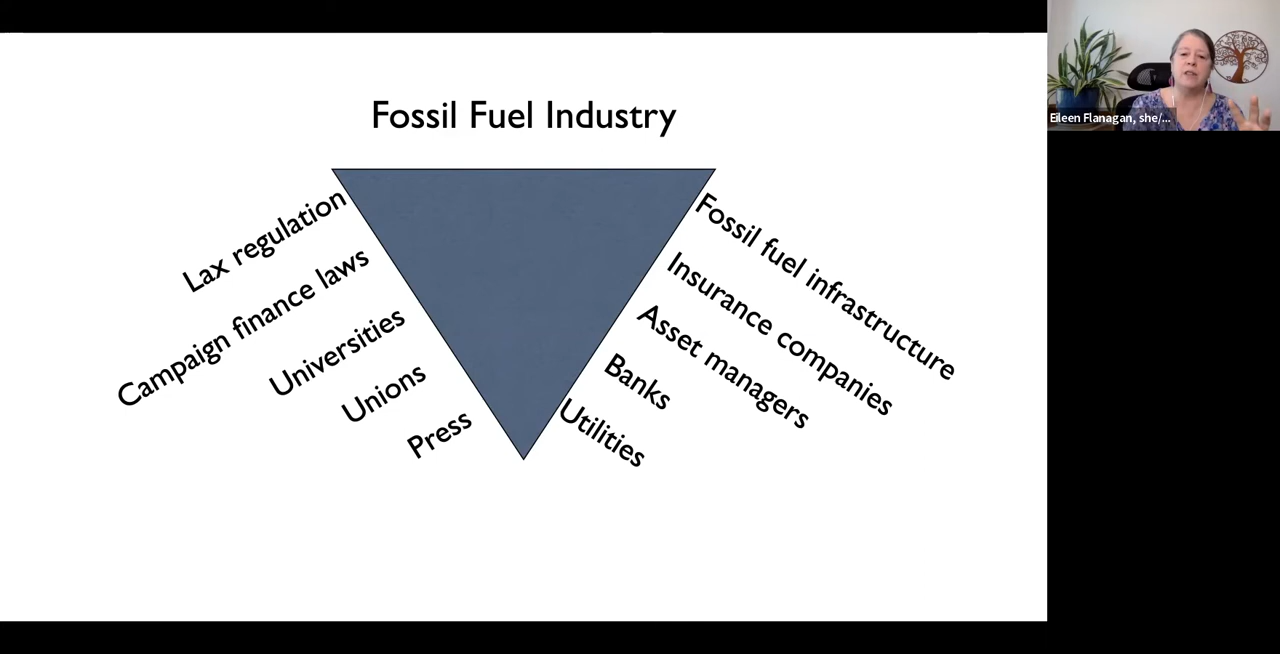 Fossil Fuel Industry
Lax regulation
Campaign finance laws
Universities
Unions
Press
Fossil fuel infrastructure
Insurance companies
Asset managers
Banks
Utilities
Eileen Flanagan, she/...